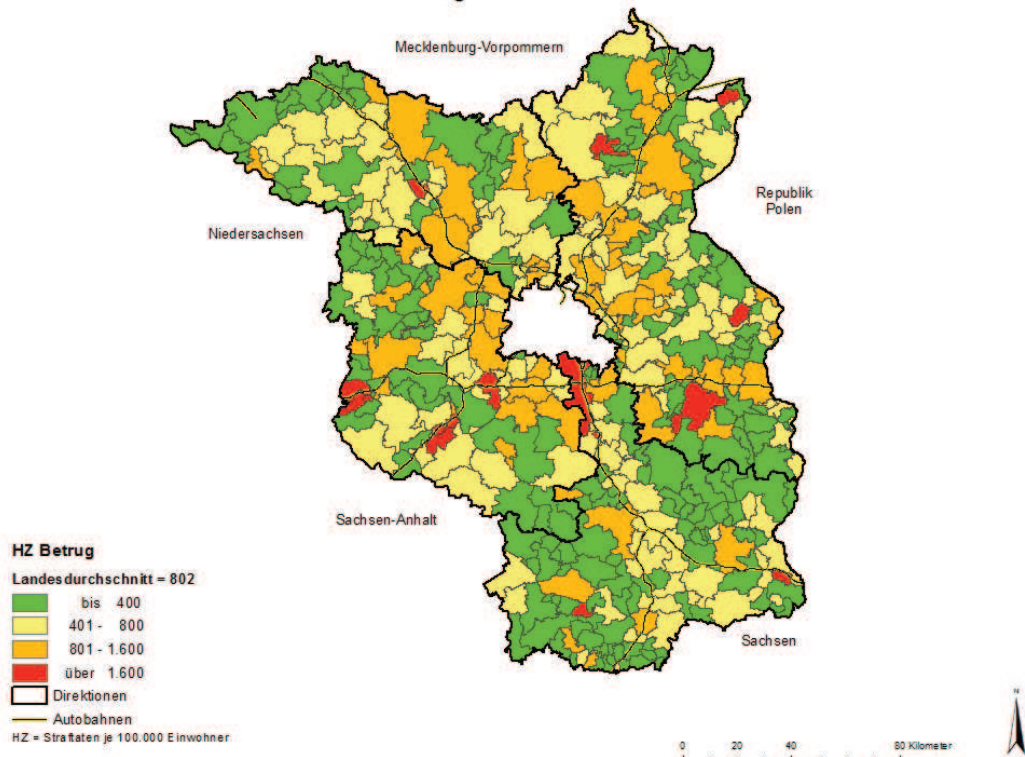 Mecklenburg-Vorpommern
Republik
Polen
Niedersachsen
Sachsen-Anhalt
Sachsen
HZ Betrug
Landesdurchschnitt = 802
bis 400
401 - 800
801 - 1.600
über 1.600
Direktionen
Autobahnen
HZ = Straftaten je 100.000 Einwohner
N
0 20 40 80 Kilometer